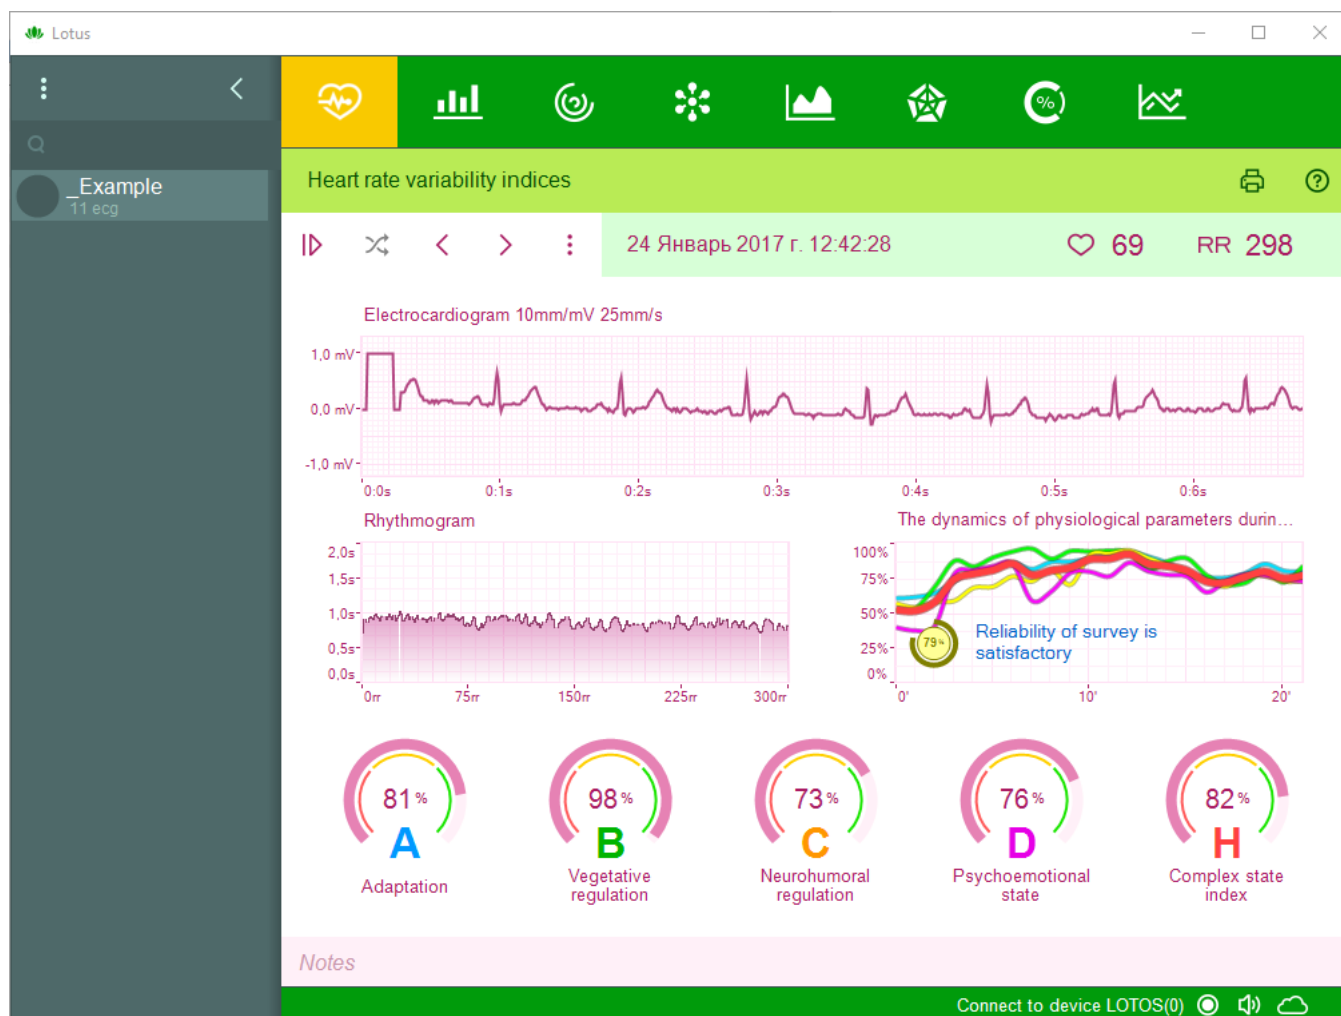 Lotus
_Example
11 ecg
%
Heart rate variability indices
24 Январь 2017 г. 12:42:28
69
RR 298
Electrocardiogram 10mm/mV 25mm/s
1,0 mV
0,0 mV
-1,0 mV
0:0s 0:1s 0:2s 0:3s 0:4s 0:5s 0:6s
Rhythmogram
2,0s
1,5s
1,0s
0,5s
0,0s
0rr 75rr 150rr 225rr 300rr
The dynamics of physiological parameters durin...
100%
75%
50%
25%
0%
79%
Reliability of survey is
satisfactory
0' 10' 20'
81%
A
Adaptation
98%
B
Vegetative
regulation
73%
C
Neurohumoral
regulation
76%
D
Psychoemotional
state
82%
H
Complex state
index
Notes
Connect to device LOTOS(0)